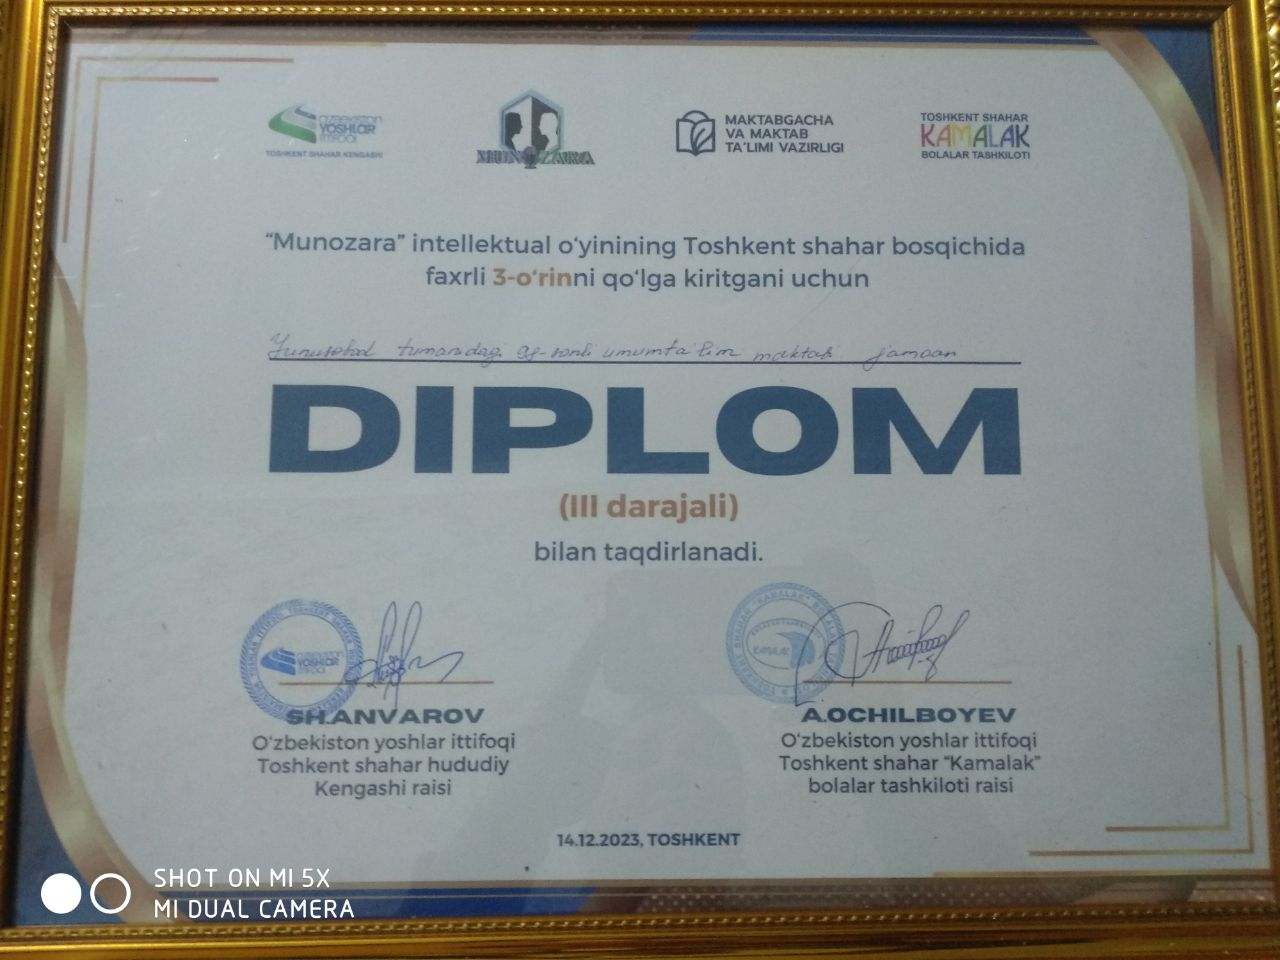 O'zbekiston
YOSHLAR
ITTIFOQI
TOSHKENT SHAHAR KENGASHI
MUNOZARA
MAKTABGACHA
VA MAKTAB
TA'LIMI VAZIRLIGI
TOSHKENT SHAHAR
KAMALAK
BOLALAR TASHKILOTI
“Munozara” intellektual o‘yinining Toshkent shahar bosqichida
faxrli 3-o‘rinni qo‘lga kiritgani uchun
Yunusobod tumanidagi umumta'lim maktabi jamoasi
DIPLOM
(III darajali)
bilan taqdirlanadi.
SH.ANVAROV
O‘zbekiston yoshlar ittifoqi
Toshkent shahar hududiy
Kengashi raisi
A.OCHILBOYEV
O‘zbekiston yoshlar ittifoqi
Toshkent shahar “Kamalak”
bolalar tashkiloti raisi
14.12.2023, TOSHKENT
SHOT ON MI 5X
MI DUAL CAMERA